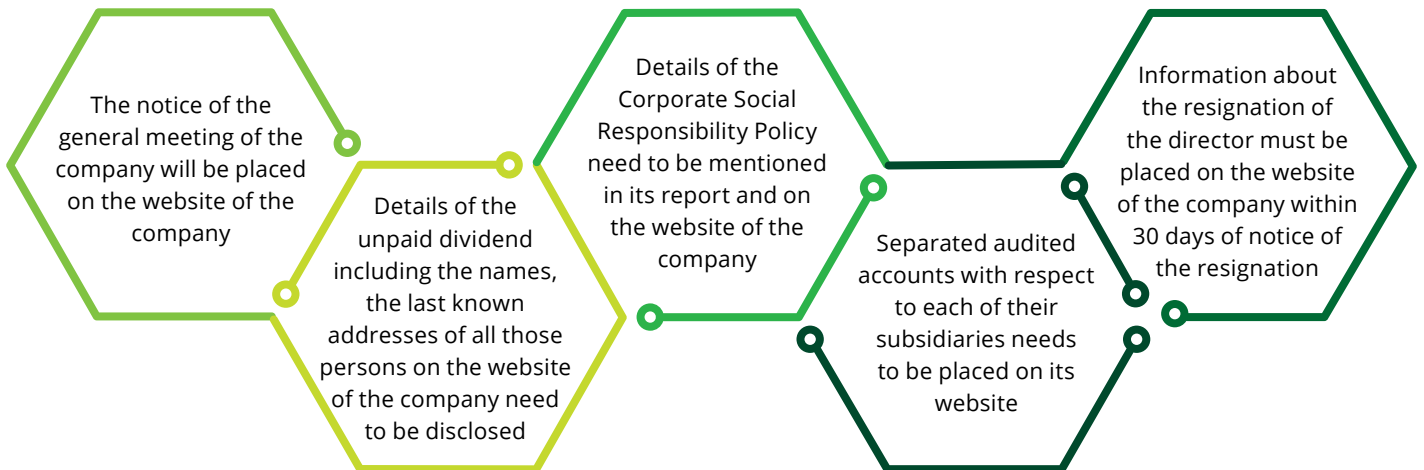 The notice of the
general meeting of the
company will be placed
on the website of the
company
Details of the
unpaid dividend
including the names,
the last known
addresses of all those
persons on the website
of the company need
to be disclosed
Details of the
Corporate Social
Responsibility Policy
need to be mentioned
in its report and on
the website of the
company
Separated audited
accounts with respect
to each of their
subsidiaries needs
to be placed on its
website
Information about
the resignation of
the director must be
placed on the website
of the company within
30 days of notice of
the resignation